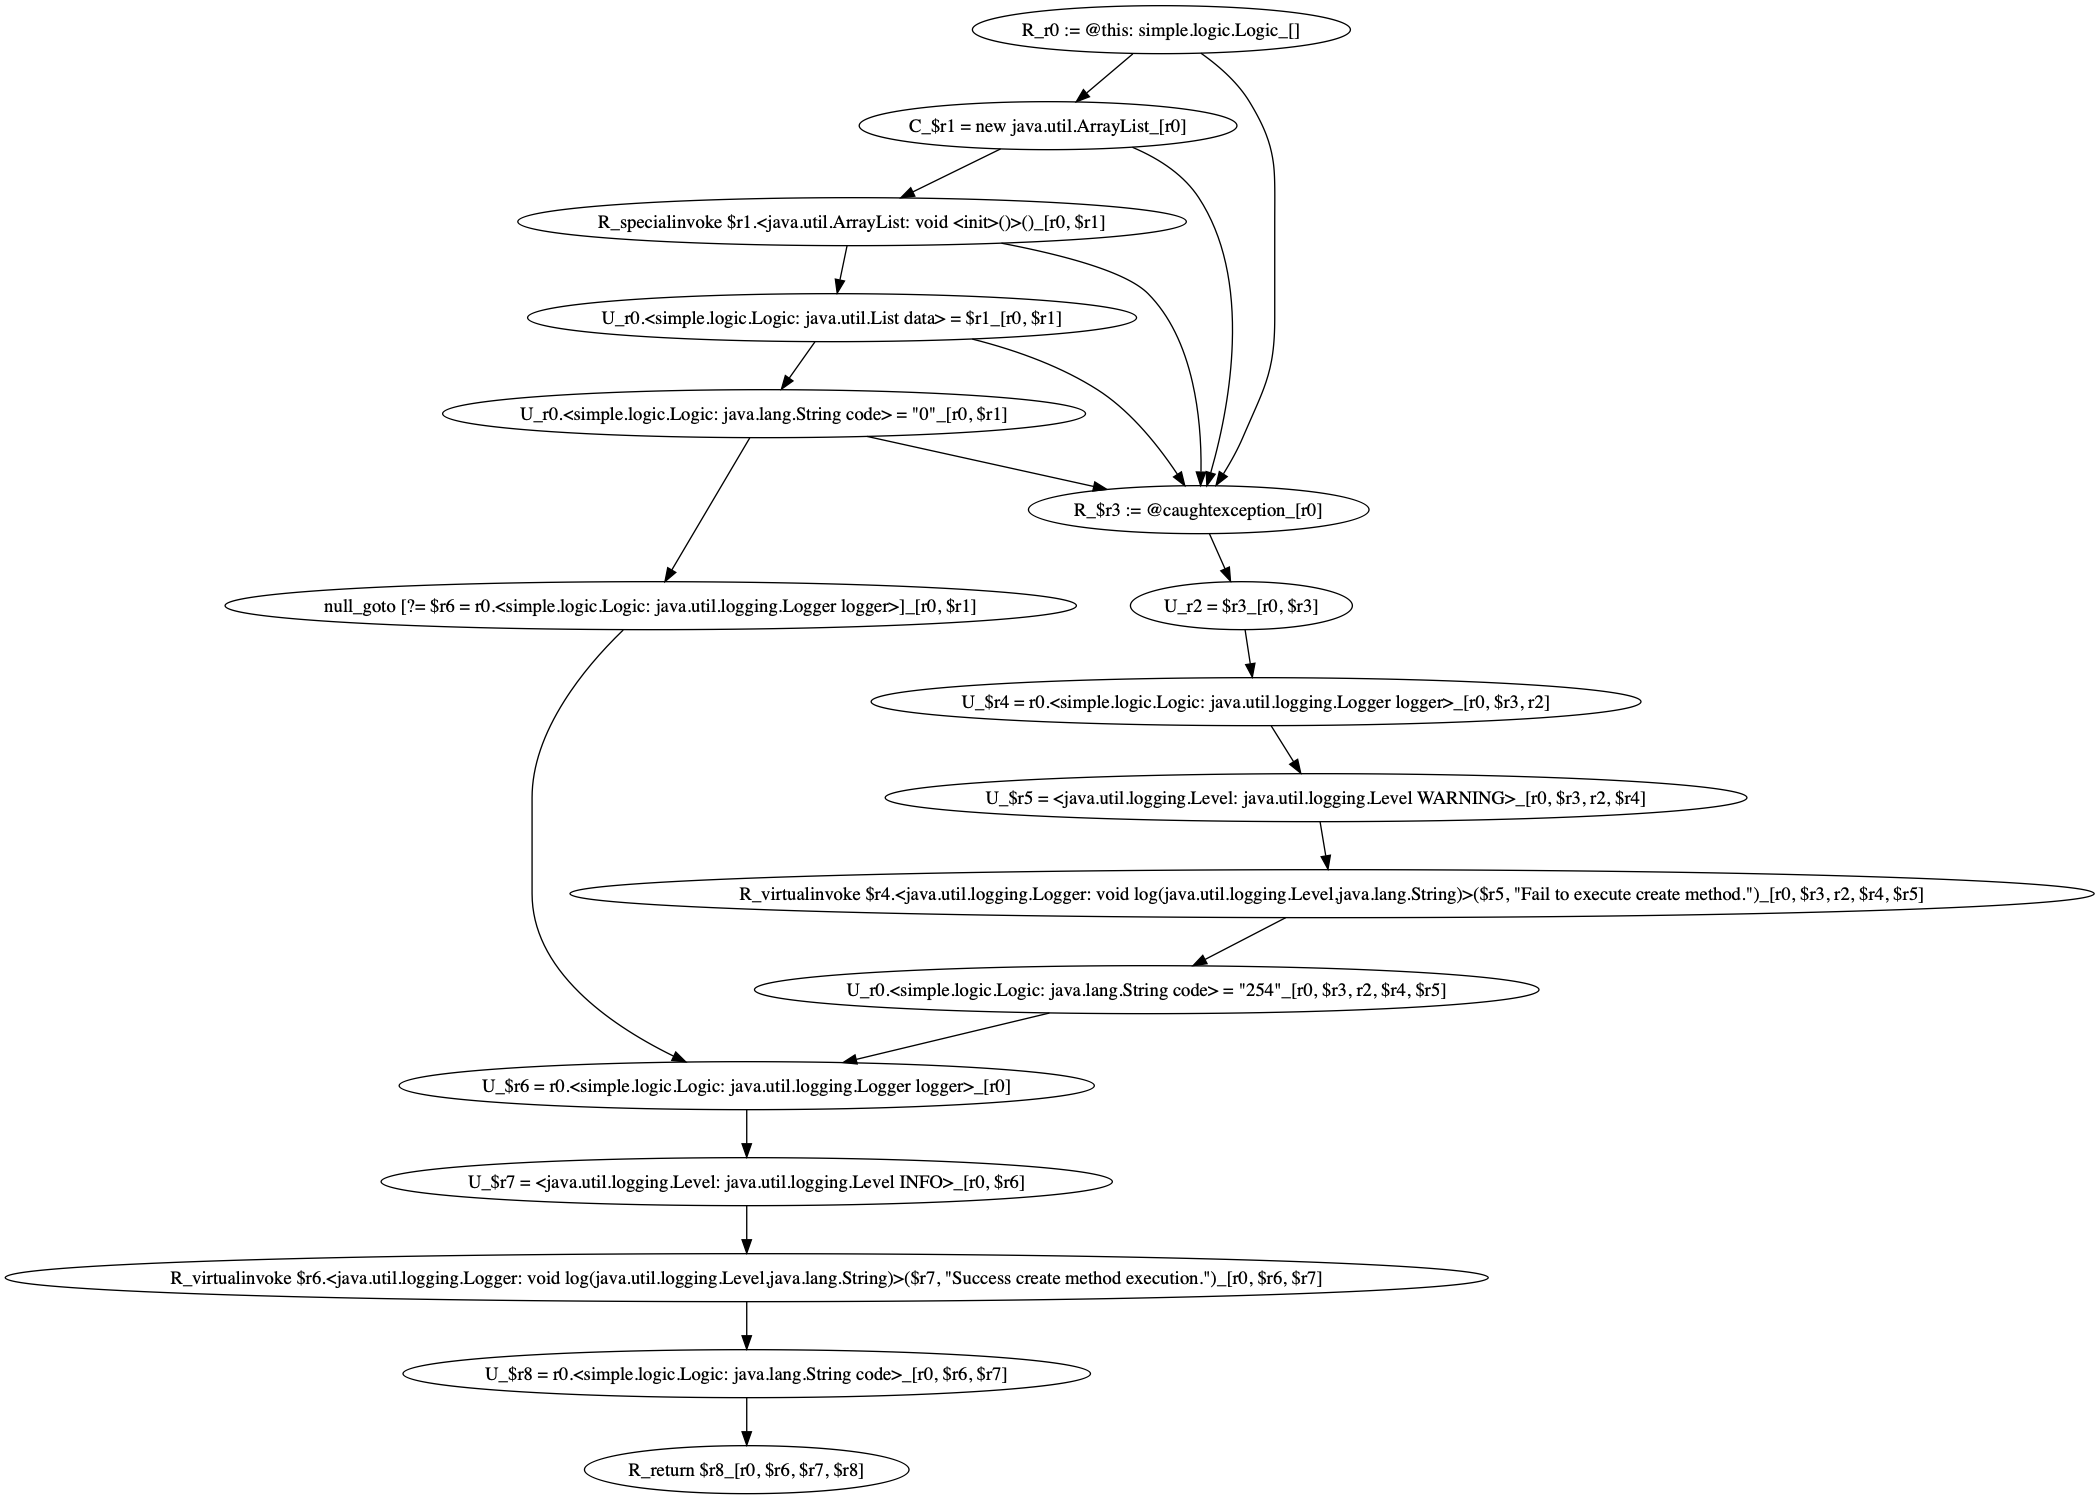 R_r0 := @this: simple.logic.Logic_[]
C_$r1 = new java.util.ArrayList_[r0]
R_specialinvoke $r1.<java.util.ArrayList: void <init>()>()_[r0, $r1]
U_r0.<simple.logic.Logic: java.util.List data> = $r1_[r0, $r1]
U_r0.<simple.logic.Logic: java.lang.String code> = "0"_[r0, $r1]
R_$r3 := @caughtexception_[r0]
null_goto [?= $r6 = r0.<simple.logic.Logic: java.util.logging.Logger logger>]_[r0, $r1]
U_r2 = $r3_[r0, $r3]
U_$r4 = r0.<simple.logic.Logic: java.util.logging.Logger logger>_[r0, $r3, r2]
U_$r5 = <java.util.logging.Level: java.util.logging.Level WARNING>_[r0, $r3, r2, $r4]
R_virtualinvoke $r4.<java.util.logging.Logger: void log(java.util.logging.Level,java.lang.String)>($r5, "Fail to execute create method.")_[r0, $r3, r2, $r4, $r5]
U_r0.<simple.logic.Logic: java.lang.String code> = "254"_[r0, $r3, r2, $r4, $r5]
U_$r6 = r0.<simple.logic.Logic: java.util.logging.Logger logger>_[r0]
U_$r7 = <java.util.logging.Level: java.util.logging.Level INFO>_[r0, $r6]
R_virtualinvoke $r6.<java.util.logging.Logger: void log(java.util.logging.Level,java.lang.String)>($r7, "Success create method execution.")_[r0, $r6, $r7]
U_$r8 = r0.<simple.logic.Logic: java.lang.String code>_[r0, $r6, $r7]
R_return $r8_[r0, $r6, $r7, $r8]